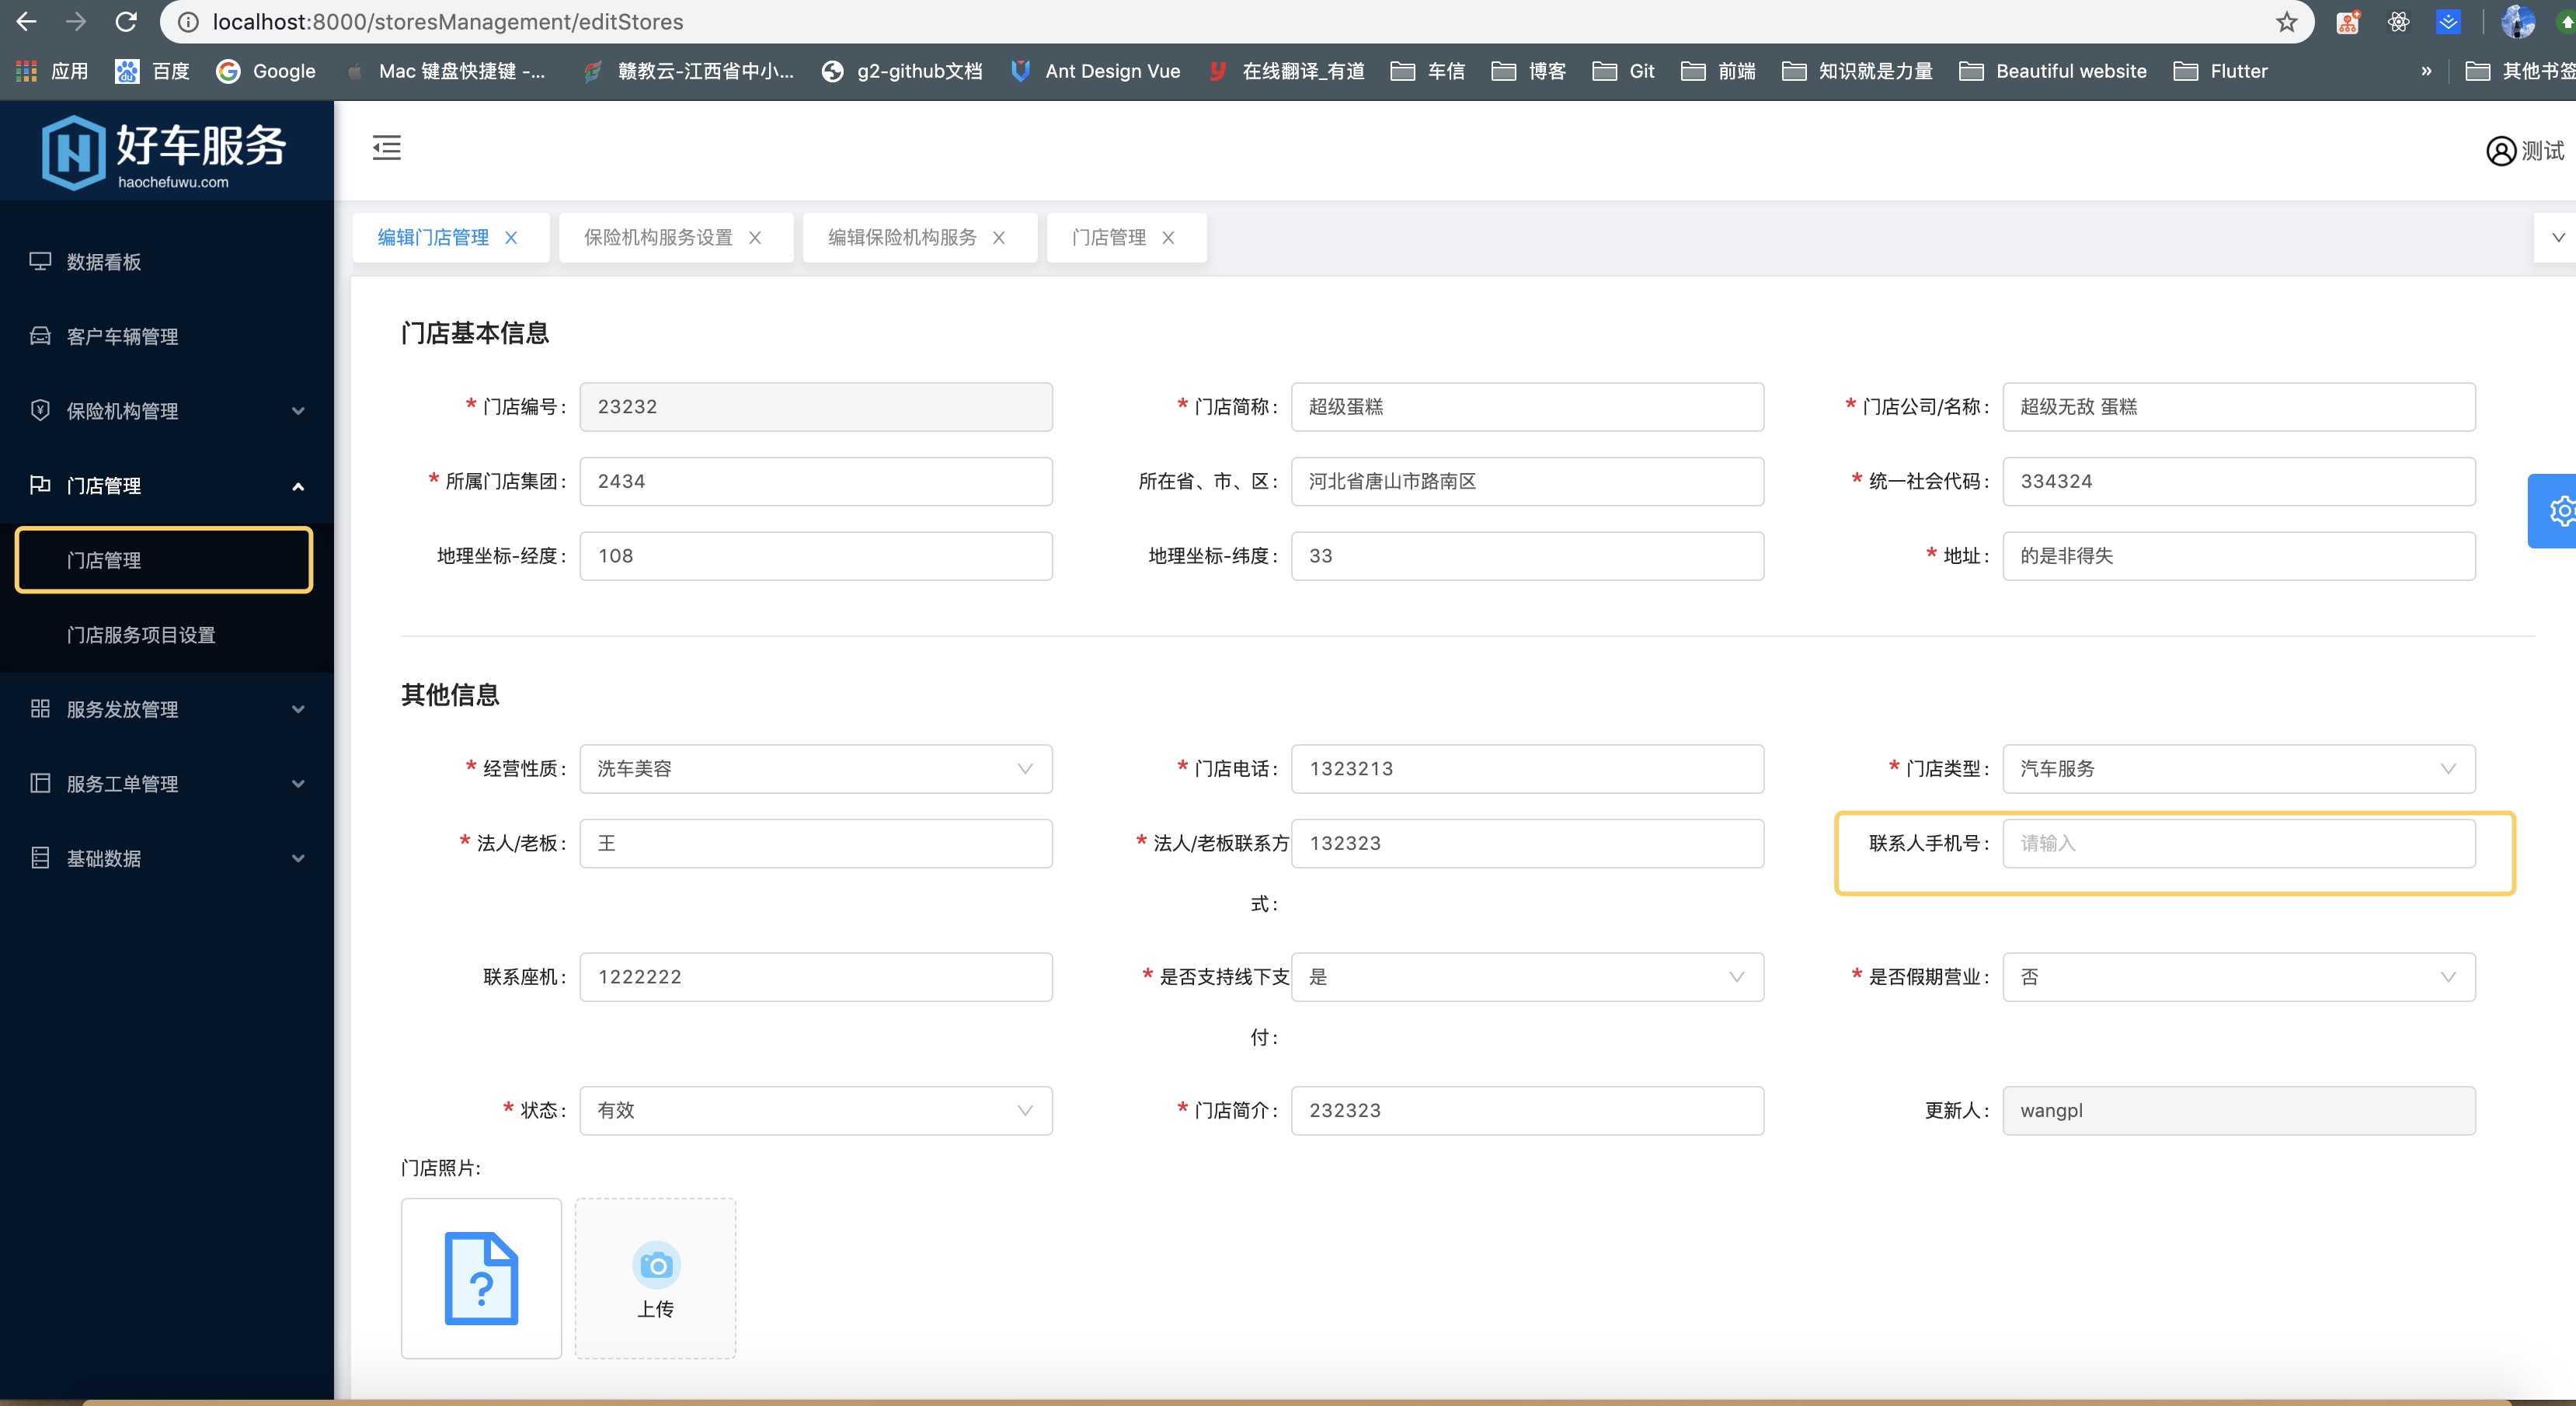 localhost:8000/storesManagement/editStores
应用 百度 Google Mac 键盘快捷键 -... 赣教云-江西省中小... g2-github文档 Ant Design Vue 在线翻译_有道 车信 博客 Git 前端 知识就是力量 Beautiful website Flutter » 其他书签
好车服务
haochefuwu.com
测试
编辑门店管理 保险机构服务设置 编辑保险机构服务 门店管理
数据看板
客户车辆管理
保险机构管理
门店管理
门店管理
门店服务项目设置
服务发放管理
服务工单管理
基础数据
门店基本信息
* 门店编号: 23232 * 门店简称: 超级蛋糕 * 门店公司/名称: 超级无敌 蛋糕
* 所属门店集团: 2434 所在省、市、区: 河北省唐山市路南区 * 统一社会代码: 334324
地理坐标-经度: 108 地理坐标-纬度: 33 * 地址: 的是非得失
其他信息
* 经营性质: 洗车美容 * 门店电话: 1323213 * 门店类型: 汽车服务
* 法人/老板: 王 * 法人/老板联系方式: 132323 联系人手机号: 请输入
联系座机: 1222222 * 是否支持线下支付: 是 * 是否假期营业: 否
* 状态: 有效 * 门店简介: 232323 更新人: wangpl
门店照片:
?
上传